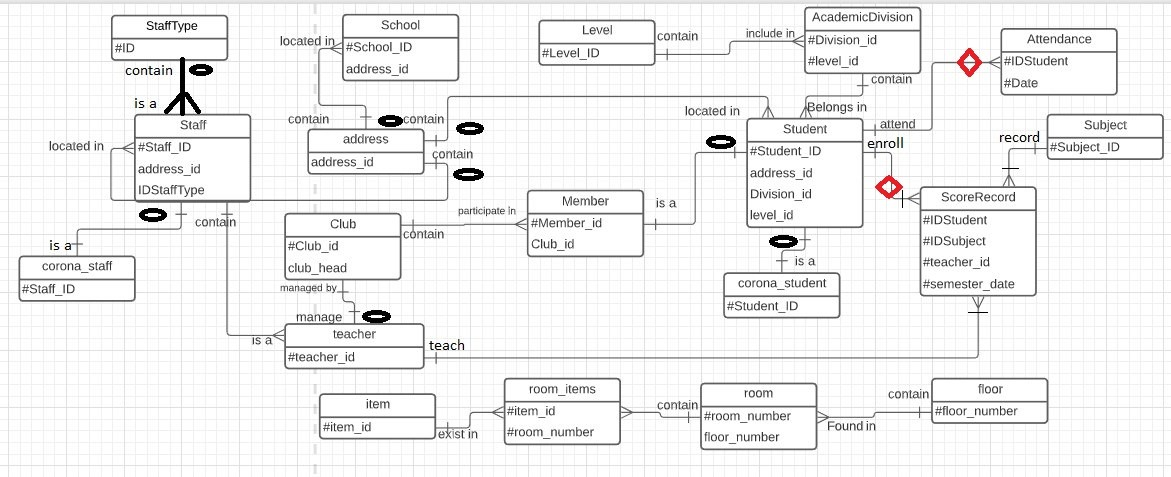 StaffType
#ID
contain
is a
Staff
#Staff_ID
address_id
IDStaffType
located in
contain
is a
corona_staff
#Staff_ID
School
#School_ID
address_id
located in
contain
contain
address
address_id
contain
Level
#Level_ID
contain
include in
AcademicDivision
#Division_id
#level_id
contain
Belongs in
located in
Attendance
#IDStudent
#Date
attend
Student
#Student_ID
address_id
Division_id
level_id
enroll
record
Subject
#Subject_ID
ScoreRecord
#IDStudent
#IDSubject
#teacher_id
#semester_date
Member
#Member_id
Club_id
participate in
is a
Club
#Club_id
club_head
contain
managed by
manage
is a
corona_student
#Student_ID
teacher
#teacher_id
is a
teach
item
#item_id
exist in
room_items
#item_id
#room_number
contain
room
#room_number
floor_number
Found in
contain
floor
#floor_number